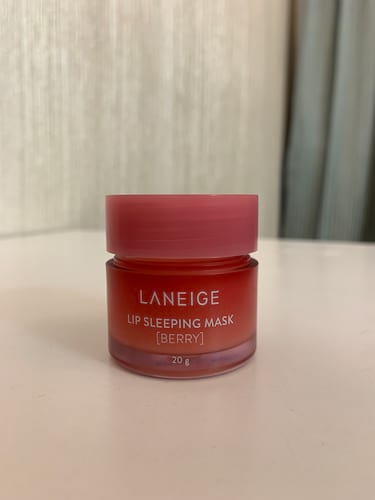 LANEIGE
LIP SLEEPING MASK
[BERRY]
20 g